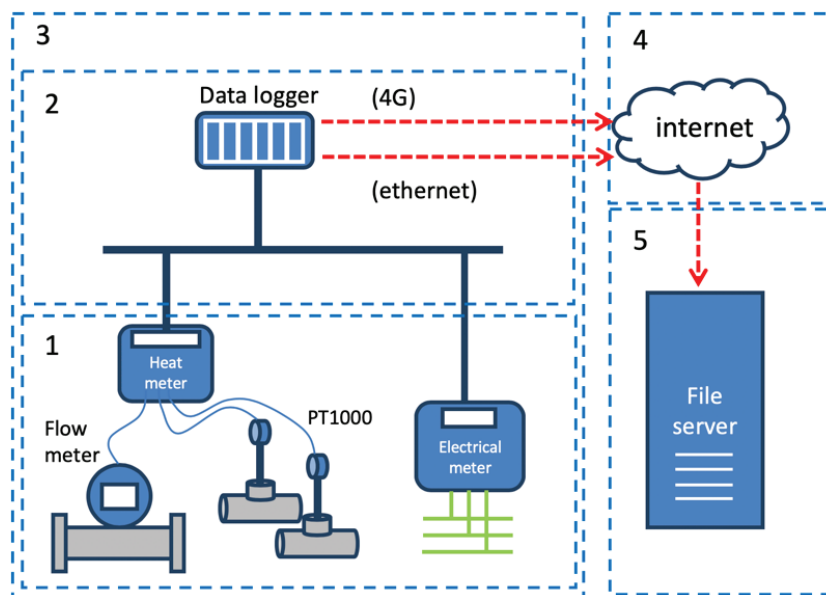 3
4
2
Data logger
(4G)
internet
(ethernet)
5
1
Heat
meter
PT1000
Flow
meter
Electrical
meter
File
server